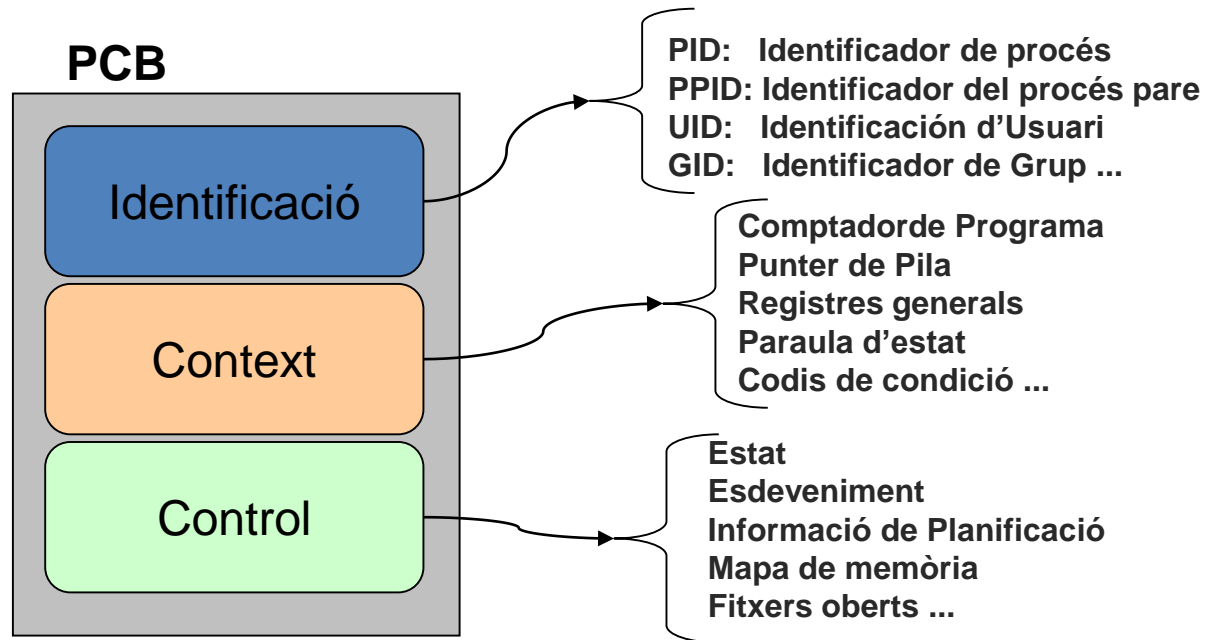 PCB
Identificació
PID: Identificador de procés
PPID: Identificador del procés pare
UID: Identificación d’Usuari
GID: Identificador de Grup ...
Context
Comptadorde Programa
Punter de Pila
Registres generals
Paraula d’estat
Codis de condició ...
Control
Estat
Esdeveniment
Informació de Planificació
Mapa de memòria
Fitxers oberts ...